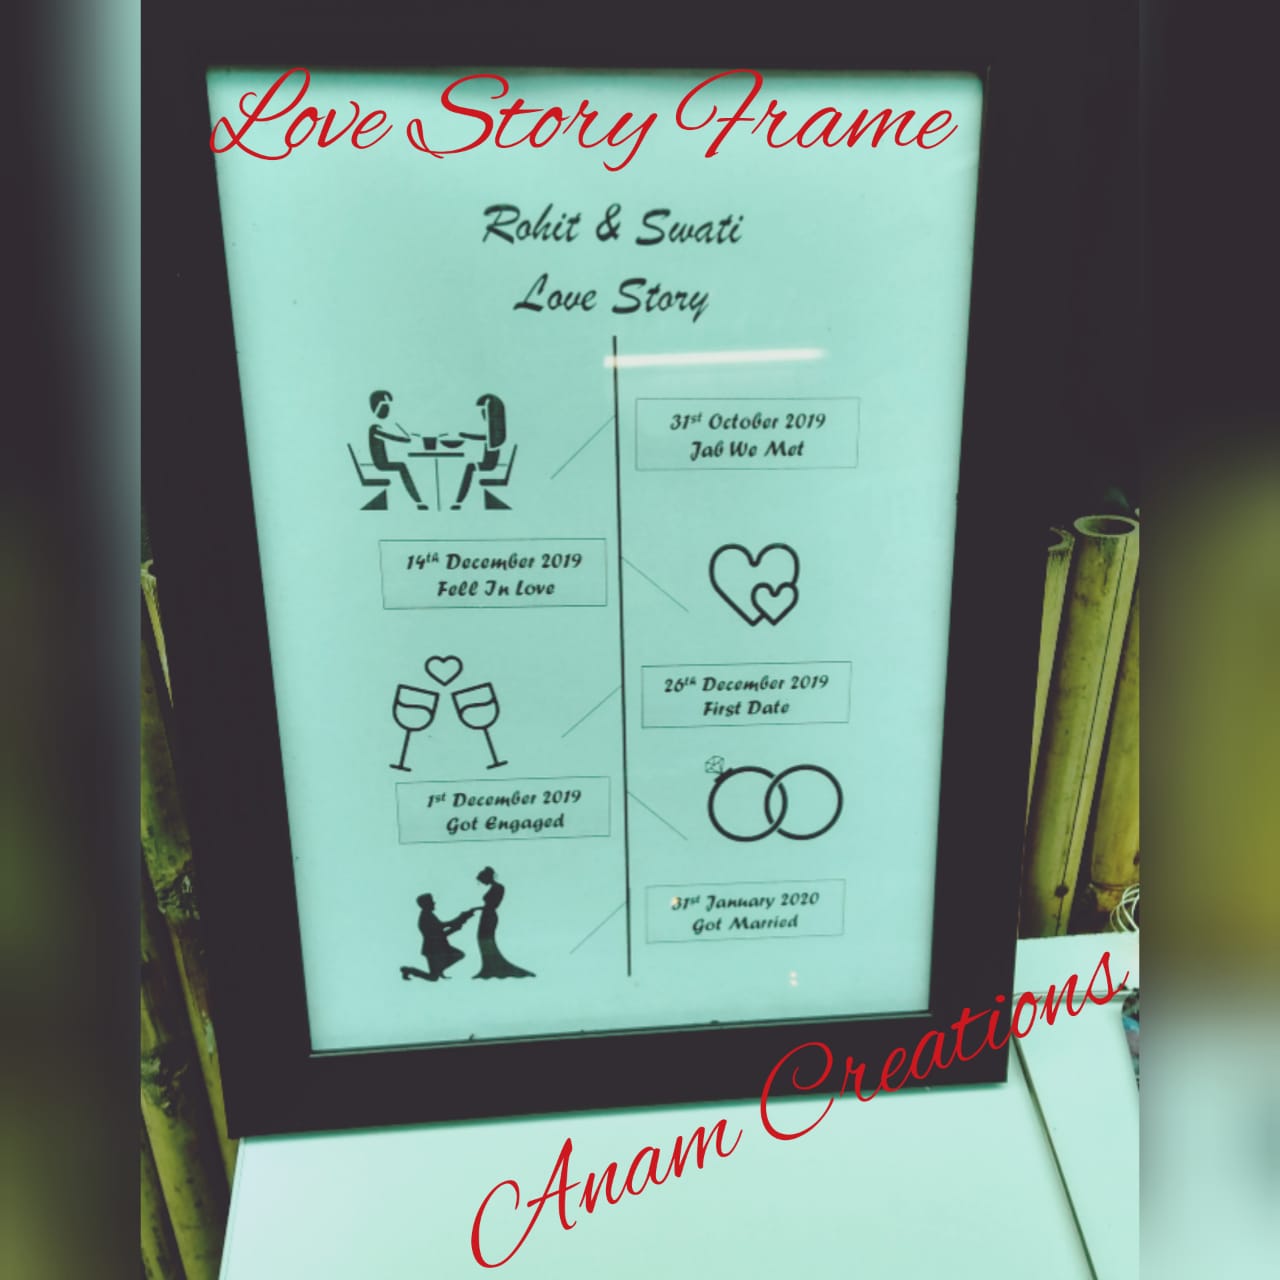 Love Story Frame
Rohit & Swati
Love Story
31st October 2019
Jab We Met
14th December 2019
Fell In Love
26th December 2019
First Date
1st December 2019
Got Engaged
31st January 2020
Got Married
Anam Creations